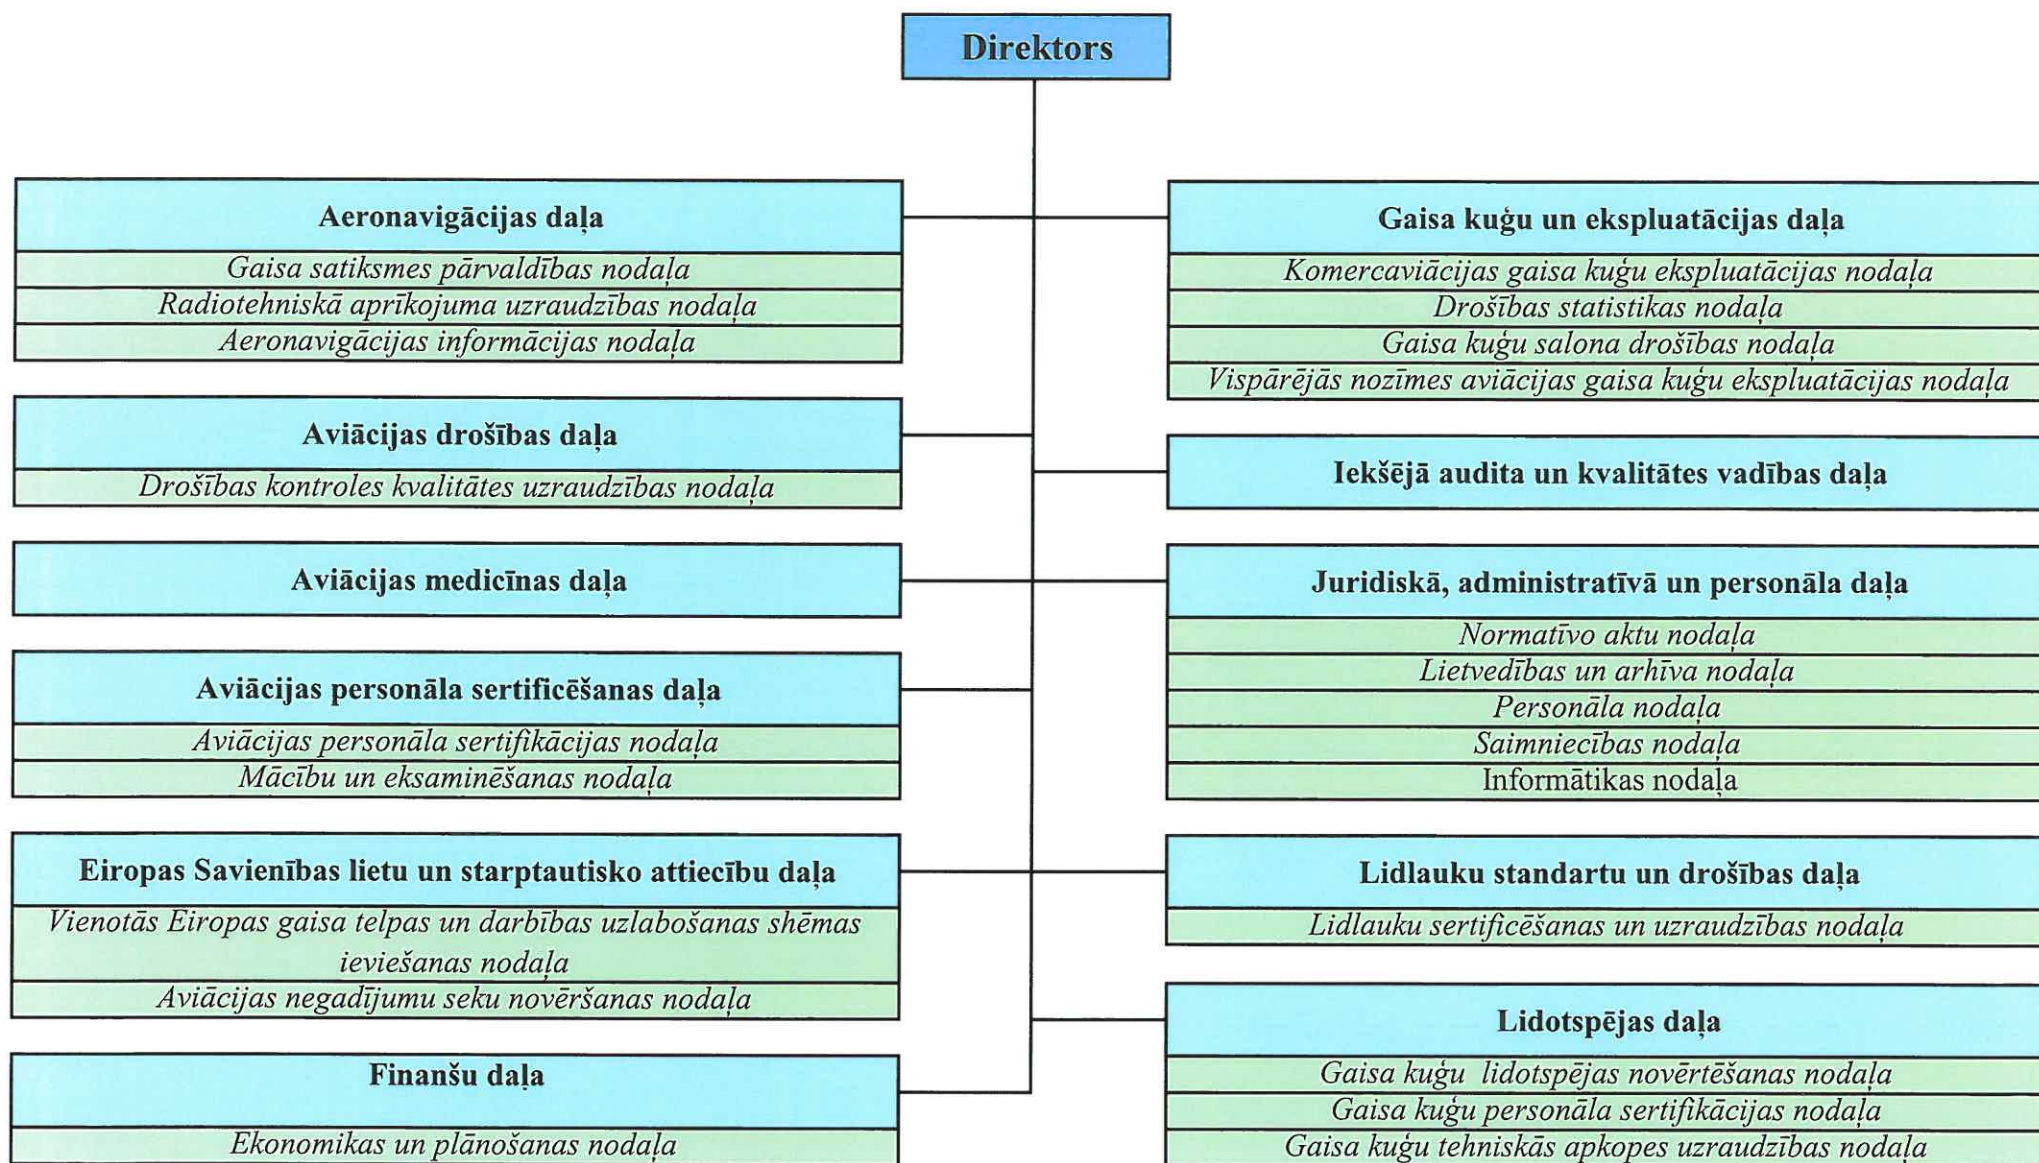 Direktors
Aeronavigācijas daļa
Gaisa satiksmes pārvaldības nodaļa
Radiotehniskā aprīkojuma uzraudzības nodaļa
Aeronavigācijas informācijas nodaļa
Aviācijas drošības daļa
Drošības kontroles kvalitātes uzraudzības nodaļa
Aviācijas medicīnas daļa
Aviācijas personāla sertificēšanas daļa
Aviācijas personāla sertifikācijas nodaļa
Mācību un eksaminēšanas nodaļa
Eiropas Savienības lietu un starptautisko attiecību daļa
Vienotās Eiropas gaisa telpas un darbības uzlabošanas shēmas
ieviešanas nodaļa
Aviācijas negadījumu seku novēršanas nodaļa
Finanšu daļa
Ekonomikas un plānošanas nodaļa
Gaisa kuģu un ekspluatācijas daļa
Komercaviācijas gaisa kuģu ekspluatācijas nodaļa
Drošības statistikas nodaļa
Gaisa kuģu salona drošības nodaļa
Vispārējās nozīmes aviācijas gaisa kuģu ekspluatācijas nodaļa
Iekšējā audita un kvalitātes vadības daļa
Juridiskā, administratīvā un personāla daļa
Normatīvo aktu nodaļa
Lietvedības un arhīva nodaļa
Personāla nodaļa
Saimniecības nodaļa
Informātikas nodaļa
Lidlauku standartu un drošības daļa
Lidlauku sertificēšanas un uzraudzības nodaļa
Lidotspējas daļa
Gaisa kuģu lidotspējas novērtēšanas nodaļa
Gaisa kuģu personāla sertifikācijas nodaļa
Gaisa kuģu tehniskās apkopes uzraudzības nodaļa